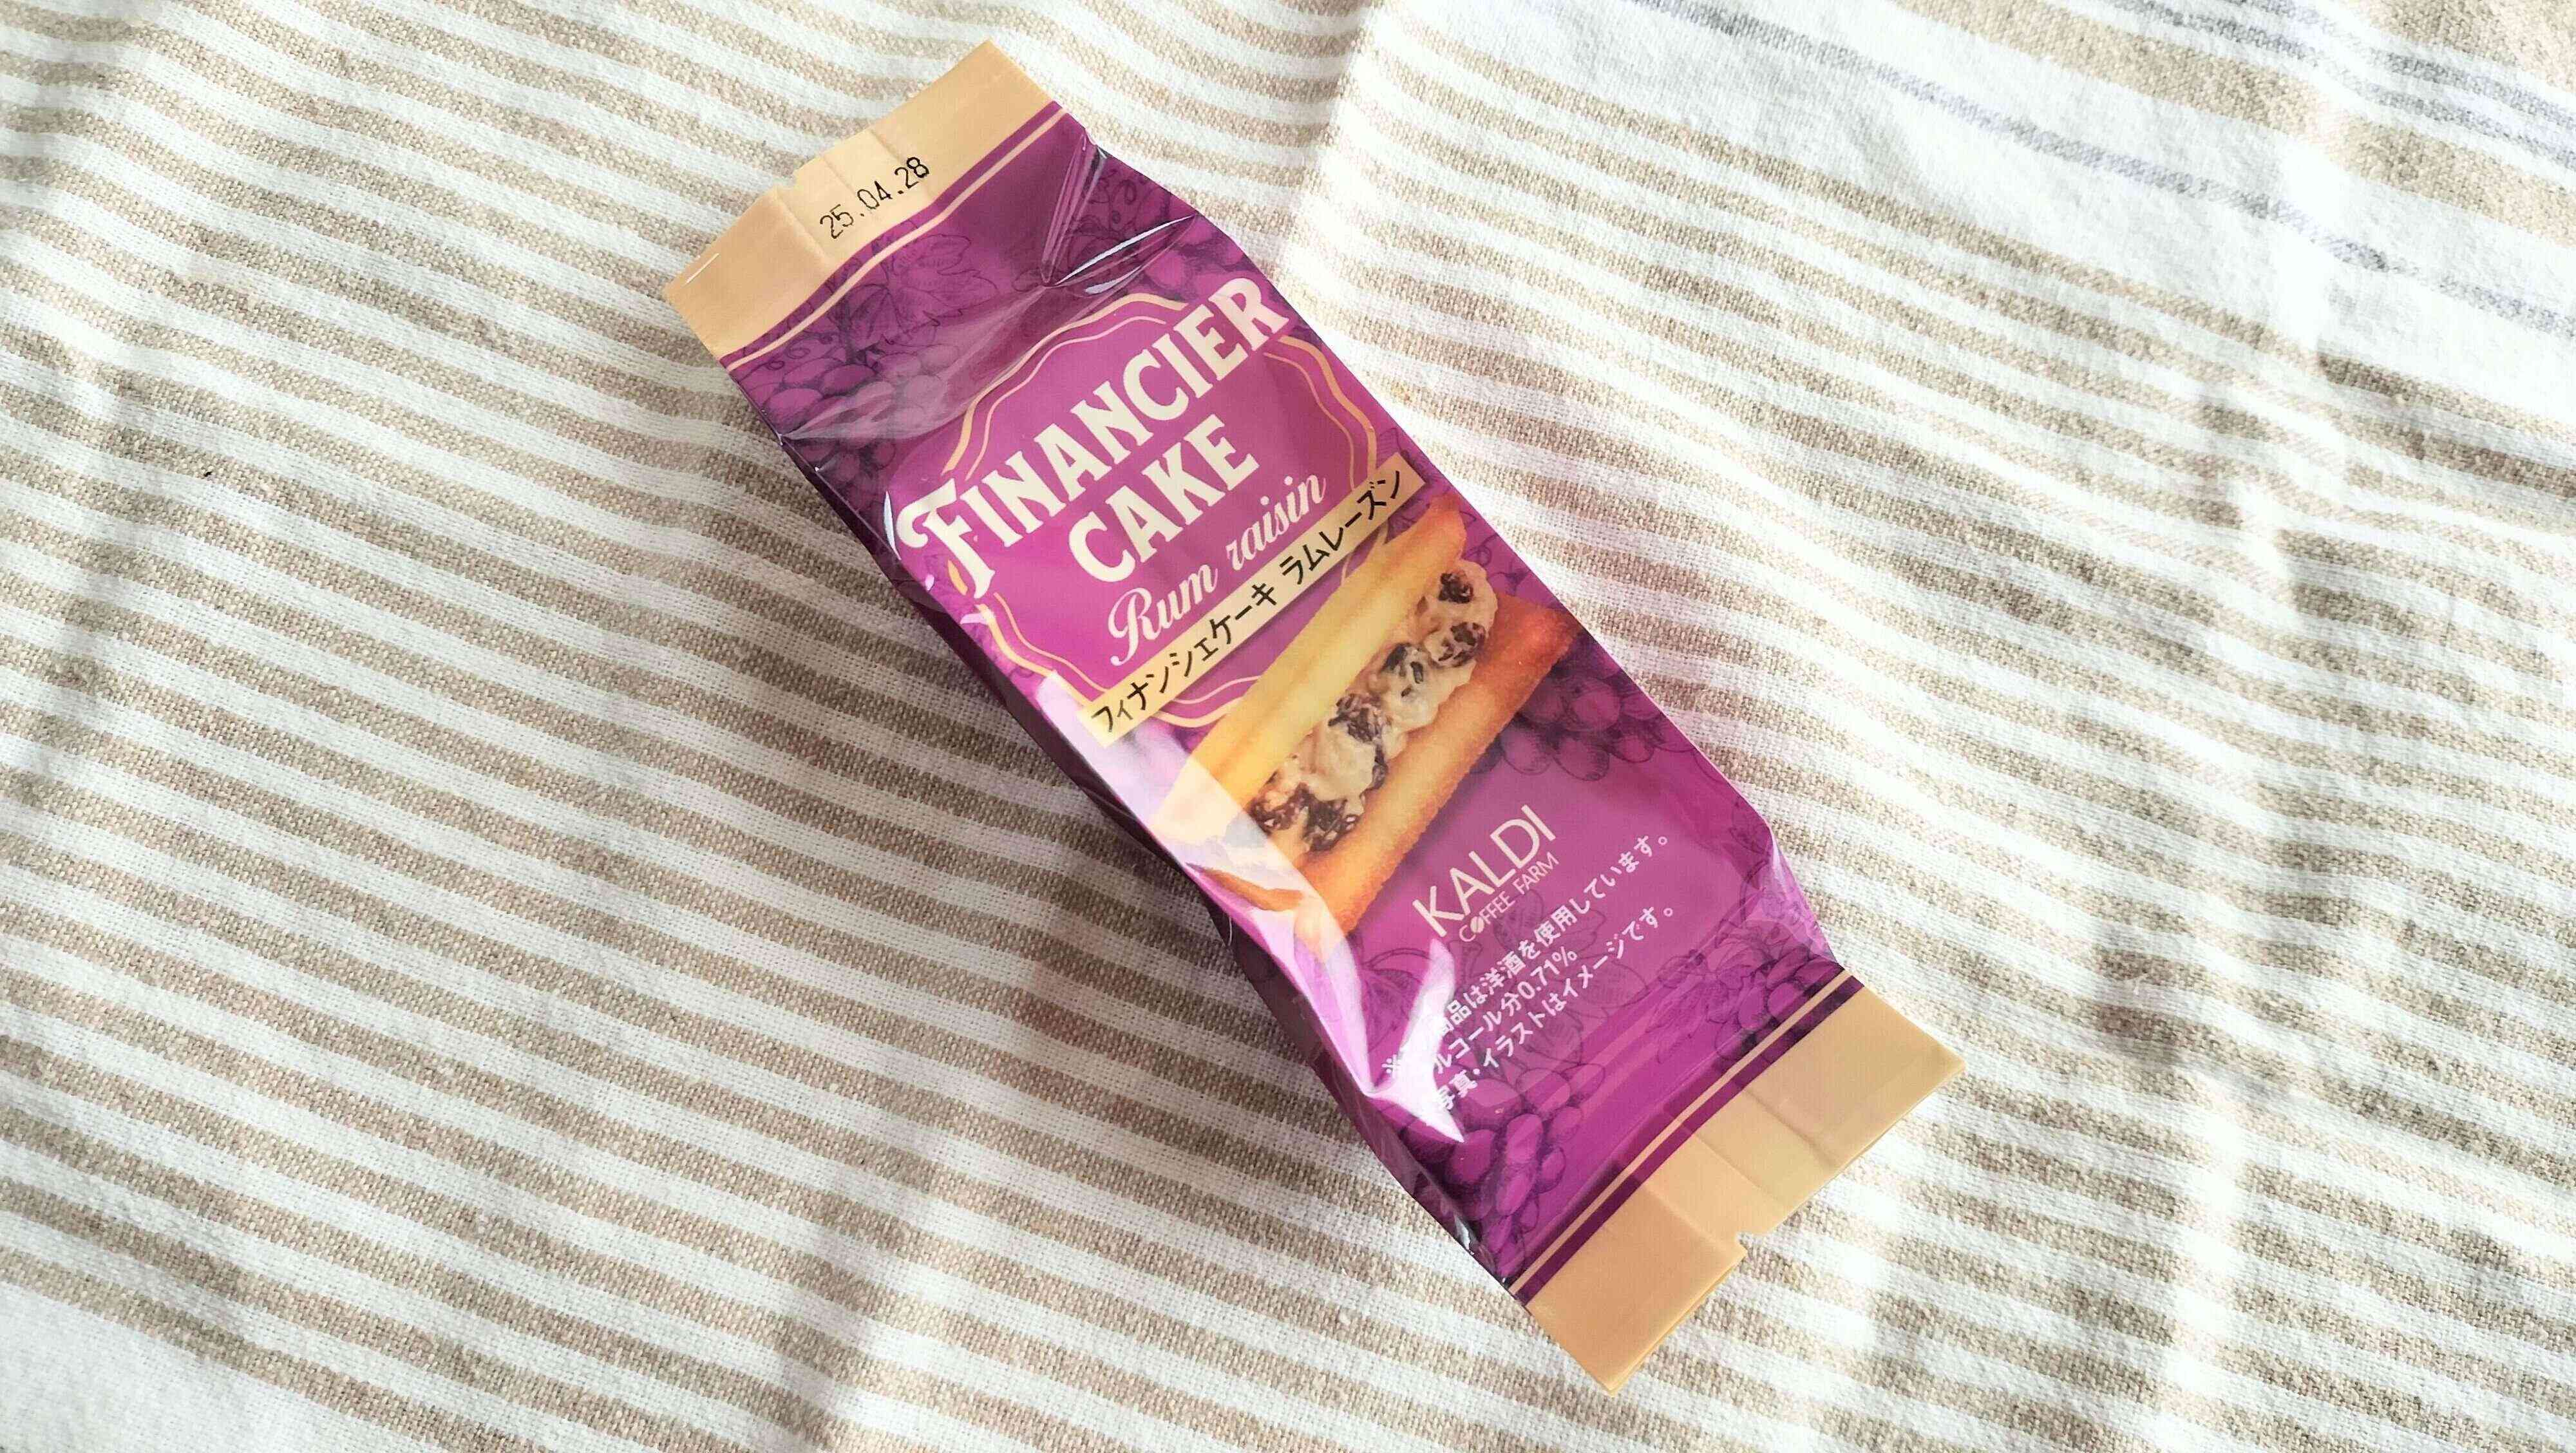 25.04.28
FINANCIER
CAKE
Rum raisin
フィナンシェケーキ ラムレーズン
KALDI
COFFEE FARM
※ 商品は洋酒を使用しています。
ルコール分0.71%
写真・イラストはイメージです。